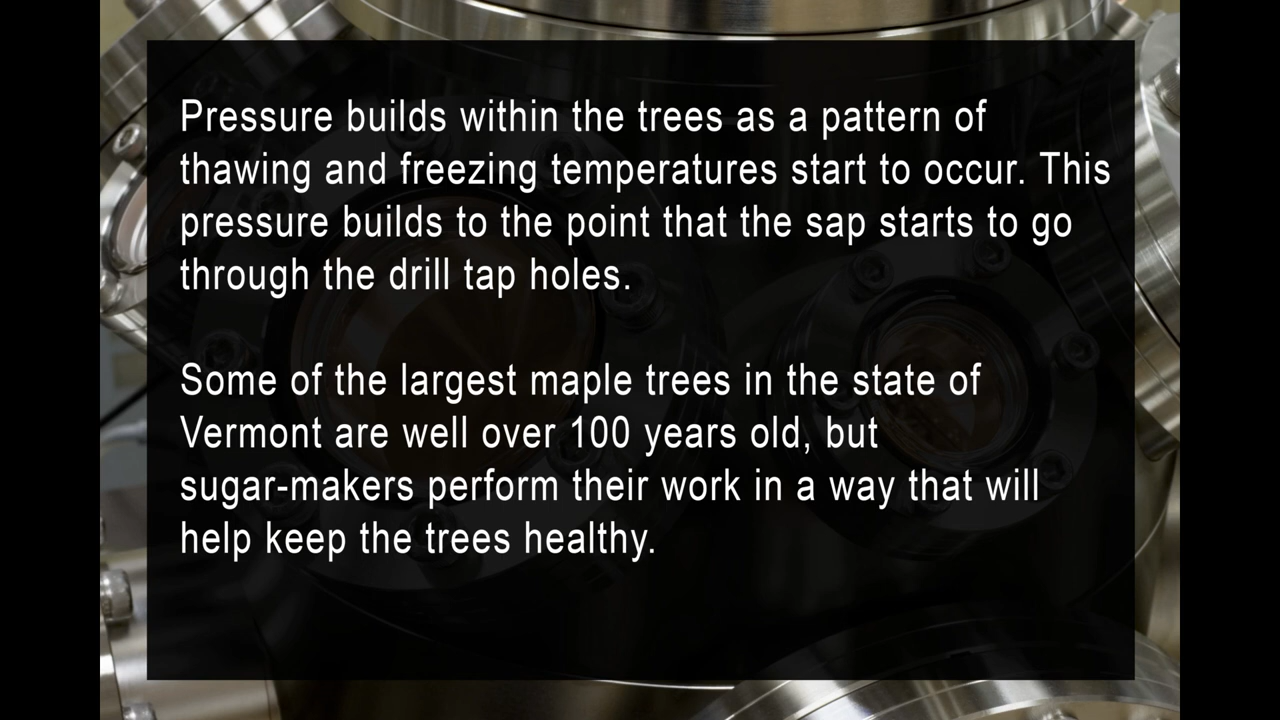 Pressure builds within the trees as a pattern of
thawing and freezing temperatures start to occur. This
pressure builds to the point that the sap starts to go
through the drill tap holes.
Some of the largest maple trees in the state of
Vermont are well over 100 years old, but
sugar-makers perform their work in a way that will
help keep the trees healthy.